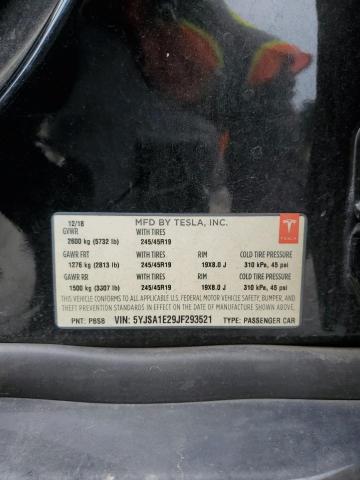 12/18 MFD BY TESLA, INC.
GVWR WITH TIRES
2600 kg (5732 lb) 245/45R19
TESLA
GAWR FRT WITH TIRES RIM COLD TIRE PRESSURE
1276 kg (2813 lb) 245/45R19 19X8.0 J 310 kPa, 45 psi
GAWR RR WITH TIRES RIM COLD TIRE PRESSURE
1500 kg (3307 lb) 245/45R19 19X8.0 J 310 kPa, 45 psi
THIS VEHICLE CONFORMS TO ALL APPLICABLE U.S. FEDERAL MOTOR VEHICLE SAFETY, BUMPER, AND
THEFT PREVENTION STANDARDS IN EFFECT ON THE DATE OF MANUFACTURE SHOWN ABOVE.
PNT: PBSB VIN: 5YJSA1E29JF293521 TYPE: PASSENGER CAR